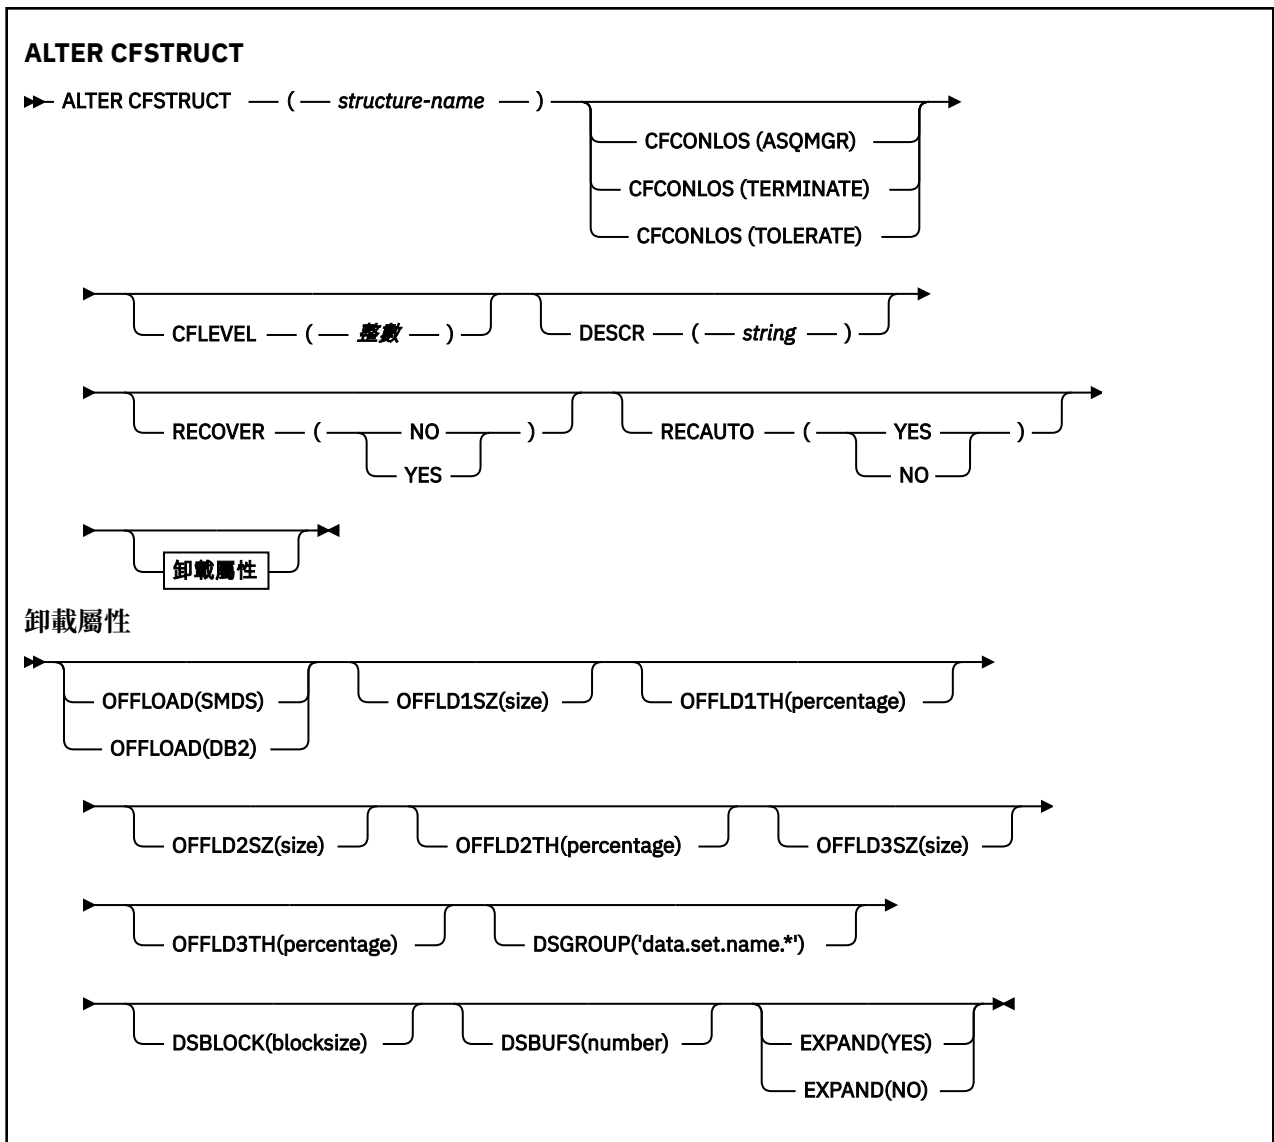 ALTER CFSTRUCT
ALTER CFSTRUCT ( structure-name )
CFCONLOS (ASQMGR)
CFCONLOS (TERMINATE)
CFCONLOS (TOLERATE)
CFLEVEL ( 整數 ) DESCR ( string )
RECOVER ( NO ) RECAUTO ( YES )
YES NO
卸載屬性
卸載屬性
OFFLOAD(SMDS) OFFLD1SZ(size) OFFLD1TH(percentage)
OFFLOAD(DB2)
OFFLD2SZ(size) OFFLD2TH(percentage) OFFLD3SZ(size)
OFFLD3TH(percentage) DSGROUP('data.set.name.*')
DSBLOCK(blocksize) DSBUFS(number) EXPAND(YES)
EXPAND(NO)